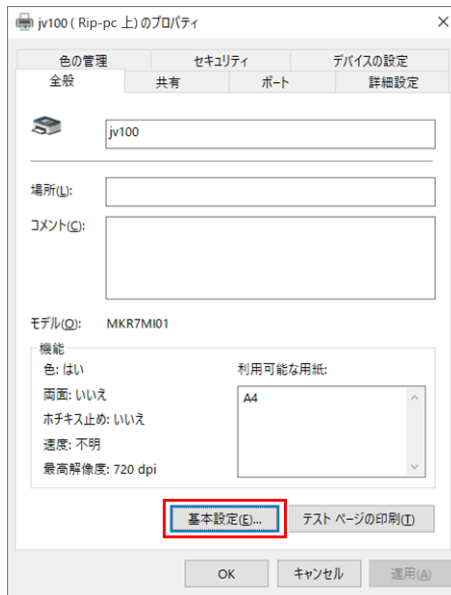 jv100 ( Rip-pc 上) のプロパティ
色の管理 セキュリティ デバイスの設定
全般 共有 ポート 詳細設定
jv100
場所(L):
コメント(C):
モデル(O): MKR7MI01
機能
色: はい 利用可能な用紙:
両面: いいえ A4
ホチキス止め: いいえ
速度: 不明
最高解像度: 720 dpi
基本設定(E)... テスト ページの印刷(T)
OK キャンセル 適用(A)